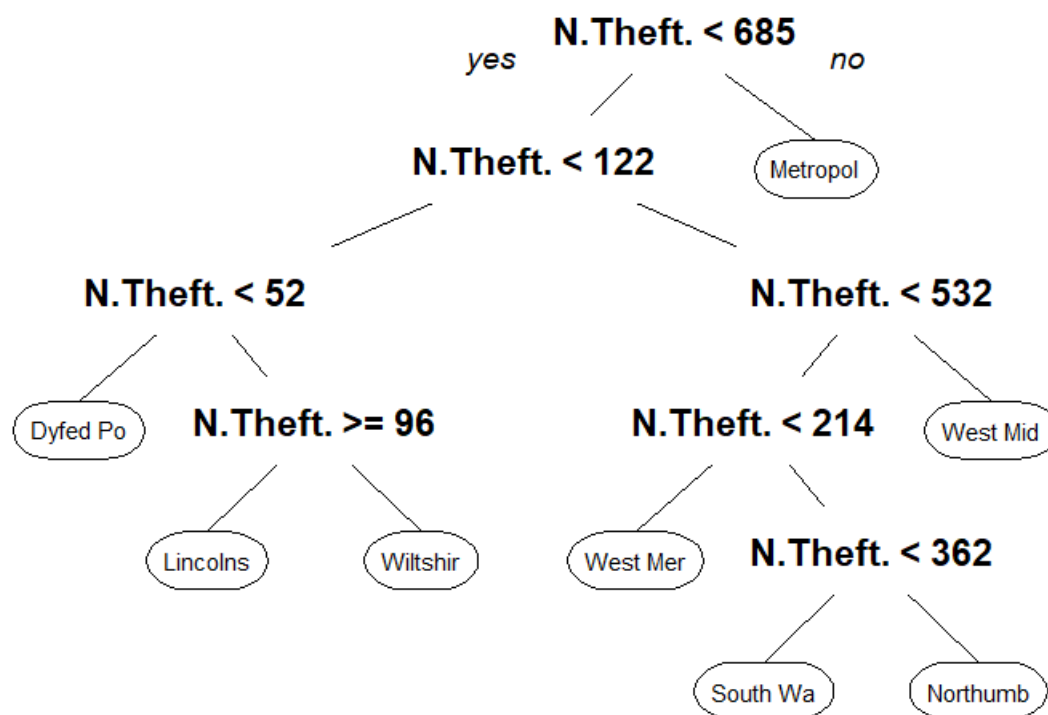 N.Theft. < 685
yes
no
N.Theft. < 122
Metropol
N.Theft. < 52
N.Theft. < 532
Dyfed Po
N.Theft. >= 96
N.Theft. < 214
West Mid
Lincolns
Wiltshir
West Mer
N.Theft. < 362
South Wa
Northumb